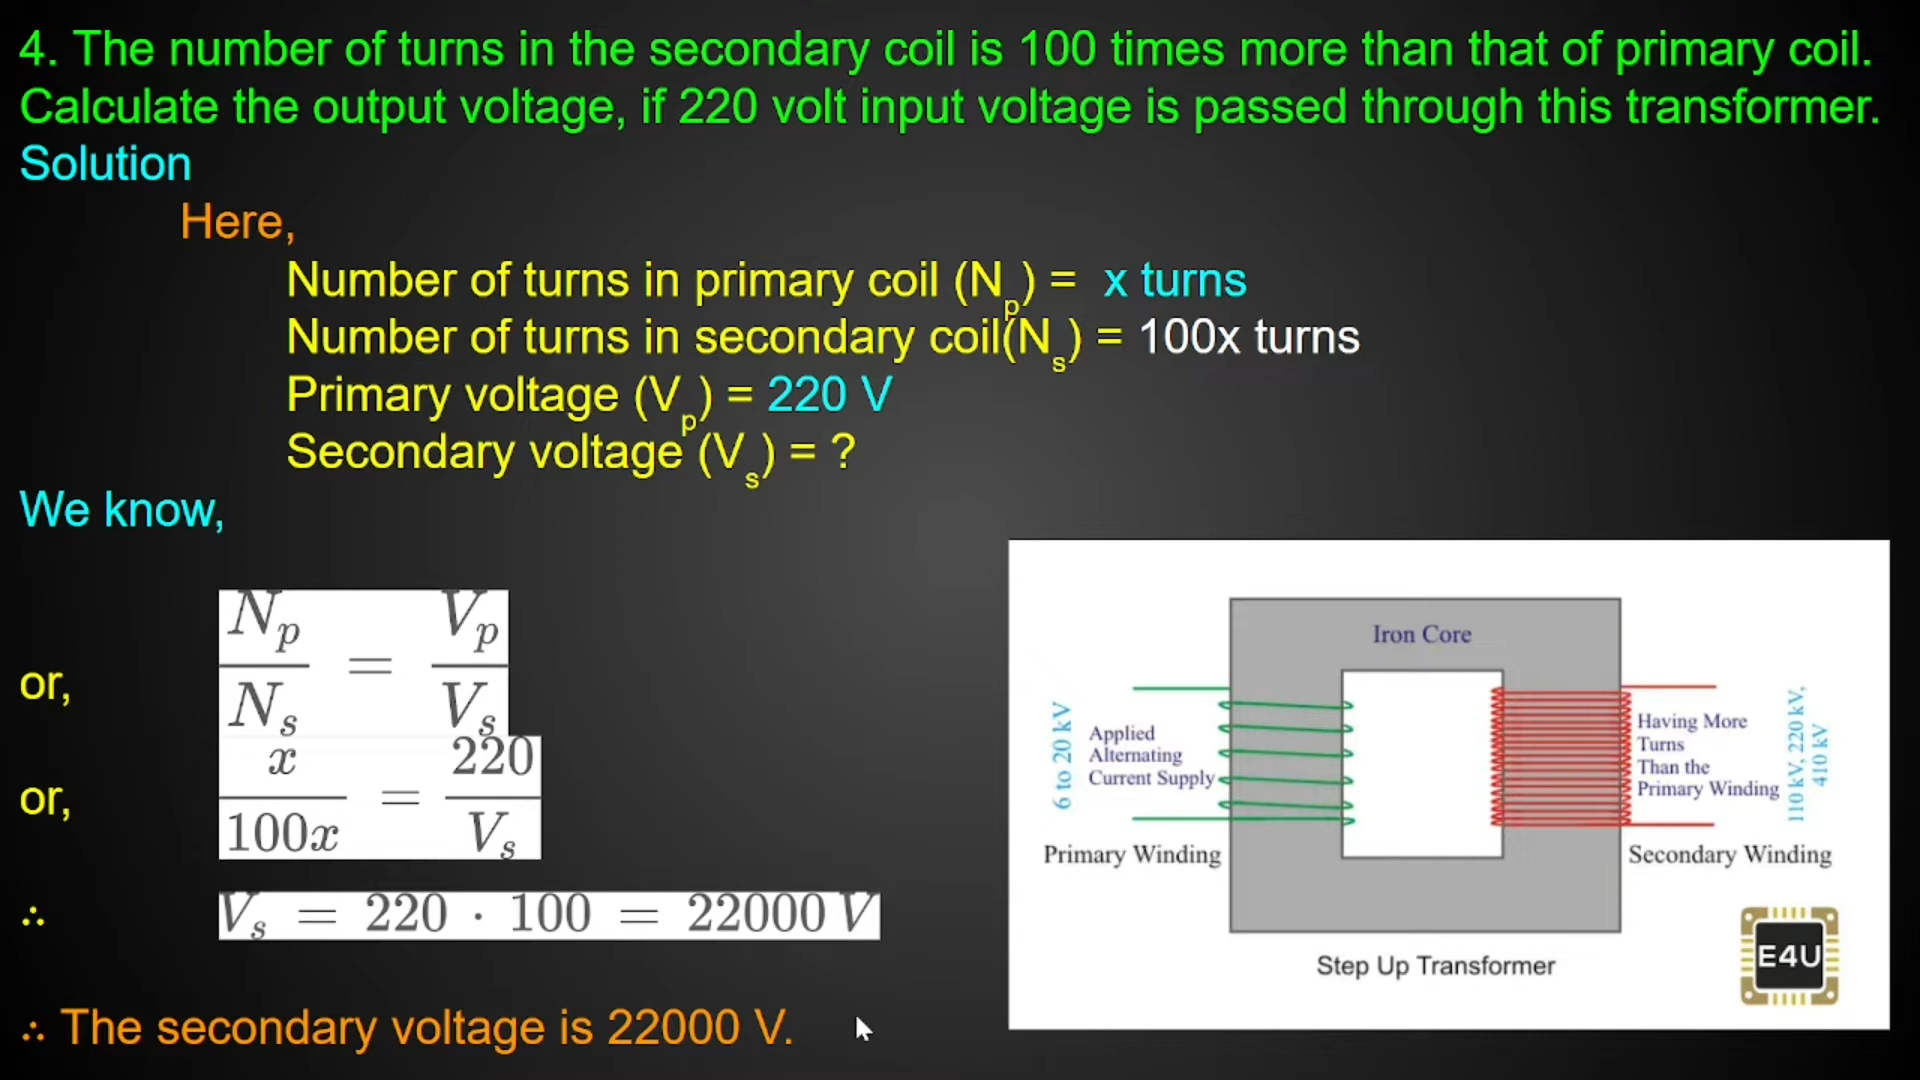 4. The number of turns in the secondary coil is 100 times more than that of primary coil.
Calculate the output voltage, if 220 volt input voltage is passed through this transformer.
Solution
Here,
Number of turns in primary coil (Np) = x turns
Number of turns in secondary coil(Ns) = 100x turns
Primary voltage (Vp) = 220 V
Secondary voltage (Vs) = ?
We know,
Np/Ns = Vp/Vs
or,
or, x/100x = 220/Vs
∴ Vs = 220 · 100 = 22000 V
∴ The secondary voltage is 22000 V.
Iron Core
6 to 20 kV
Applied
Alternating
Current Supply
Primary Winding
Having More
Turns
Than the
Primary Winding
110 kV, 220 kV,
410 kV
Secondary Winding
Step Up Transformer
E4U